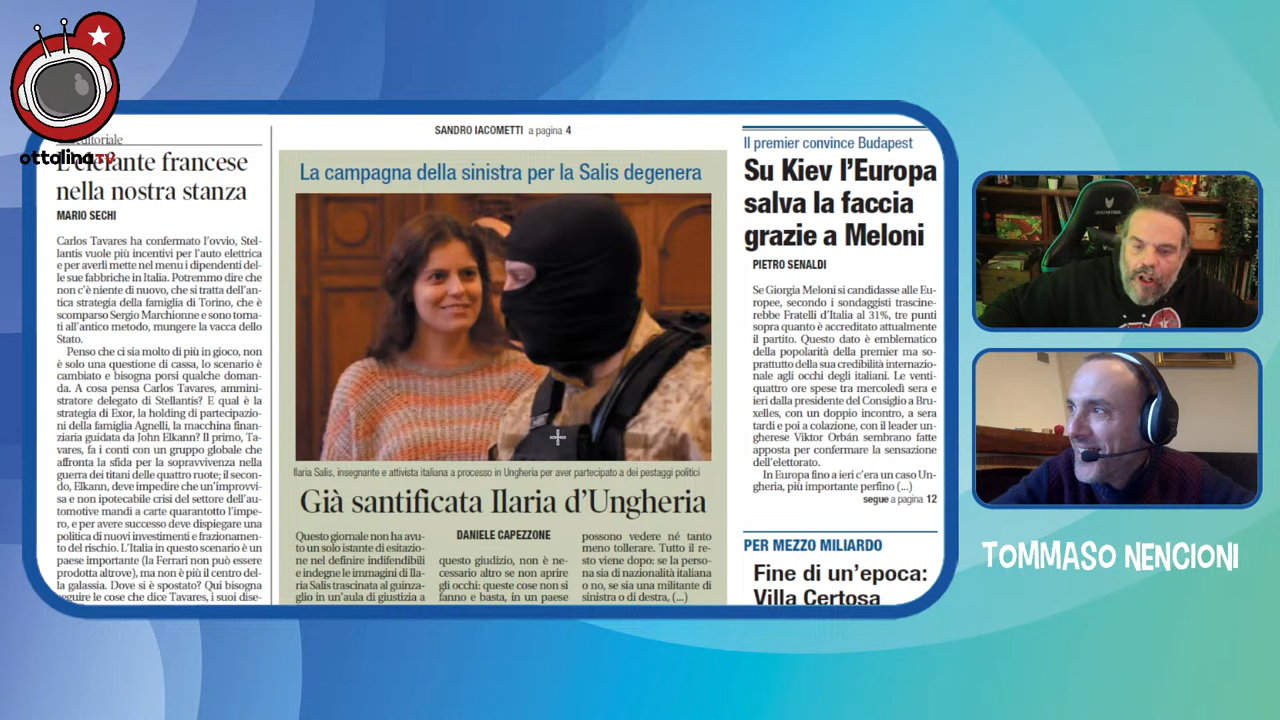 ottolina TV
editoriale
L'elefante francese
nella nostra stanza
MARIO SECHI
Carlos Tavares ha confermato l'ovvio, Stel-
lantis vuole più incentivi per l'auto elettrica
e per averli mette nel menu i dipendenti del-
le sue fabbriche in Italia. Potremmo dire che
non c'è niente di nuovo, che si tratta dell'an-
tica strategia della famiglia di Torino, che è
scomparso Sergio Marchionne e sono torna-
ti all'antico metodo, mungere la vacca dello
Stato.
Penso che ci sia molto di più in gioco, non
è solo una questione di cassa, lo scenario è
cambiato e bisogna porsi qualche doman-
da. A cosa pensa Carlos Tavares, ammini-
stratore delegato di Stellantis? E qual è la
strategia di Exor, la holding di partecipazio-
ni della famiglia Agnelli, la macchina finan-
ziaria guidata da John Elkann? Il primo, Ta-
vares, fa i conti con un gruppo globale che
affronta la sfida per la sopravvivenza nella
guerra dei titani delle quattro ruote; il secon-
do, Elkann, deve impedire che un'improvvi-
sa e non ipotecabile crisi del settore dell'au-
tomotive mandi a carte quarantotto l'impe-
ro, e per avere successo deve dispiegare una
politica di nuovi investimenti e frazionamen-
to del rischio. L'Italia in questo scenario è un
paese importante (la Ferrari non può essere
prodotta altrove), ma non è più il centro del-
la galassia. Dove si è spostato? Qui bisogna
seguire le cose che dice Tavares, i suoi dise-
SANDRO IACOMETTI a pagina 4
La campagna della sinistra per la Salis degenera
Ilaria Salis, insegnante e attivista italiana a processo in Ungheria per aver partecipato a dei pestaggi politici
Già santificata Ilaria d'Ungheria
Questo giornale non ha avu-
to un solo istante di esitazio-
ne nel definire indifendibili
e indegne le immagini di Ila-
ria Salis trascinata al guinza-
glio in un'aula di giustizia a
DANIELE CAPEZZONE
questo giudizio, non è ne-
cessario altro se non aprire
gli occhi: queste cose non si
fanno e basta, in un paese
possono vedere né tanto
meno tollerare. Tutto il re-
sto viene dopo: se la perso-
na sia di nazionalità italiana
o no, se sia una militante di
sinistra o di destra, (...)
Il premier convince Budapest
Su Kiev l'Europa
salva la faccia
grazie a Meloni
PIETRO SENALDI
Se Giorgia Meloni si candidasse alle Eu-
ropee, secondo i sondaggisti trascine-
rebbe Fratelli d'Italia al 31%, tre punti
sopra quanto è accreditato attualmente
il partito. Questo dato è emblematico
della popolarità della premier ma so-
prattutto della sua credibilità internazio-
nale agli occhi degli italiani. Le venti-
quattro ore spese tra mercoledì sera e
ieri dalla presidente del Consiglio a Bru-
xelles, con un doppio incontro, a sera
tardi e poi a colazione, con il leader un-
gherese Viktor Orbán sembrano fatte
apposta per confermare la sensazione
dell'elettorato.
In Europa fino a ieri c'era un caso Un-
gheria, più importante perfino (...)
segue a pagina 12
PER MEZZO MILIARDO
Fine di un'epoca:
Villa Certosa
TOMMASO NENCIONI